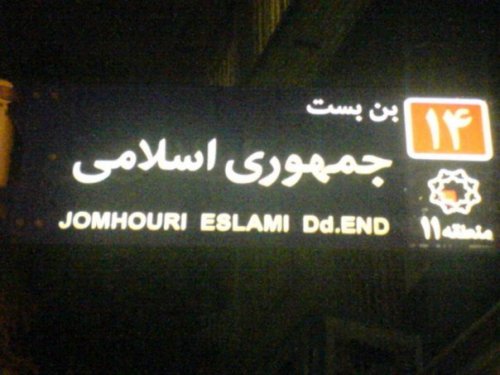 بن بست
۱۴
جمهوری اسلامی
JOMHOURI ESLAMI Dd.END
منطقه ۱۱